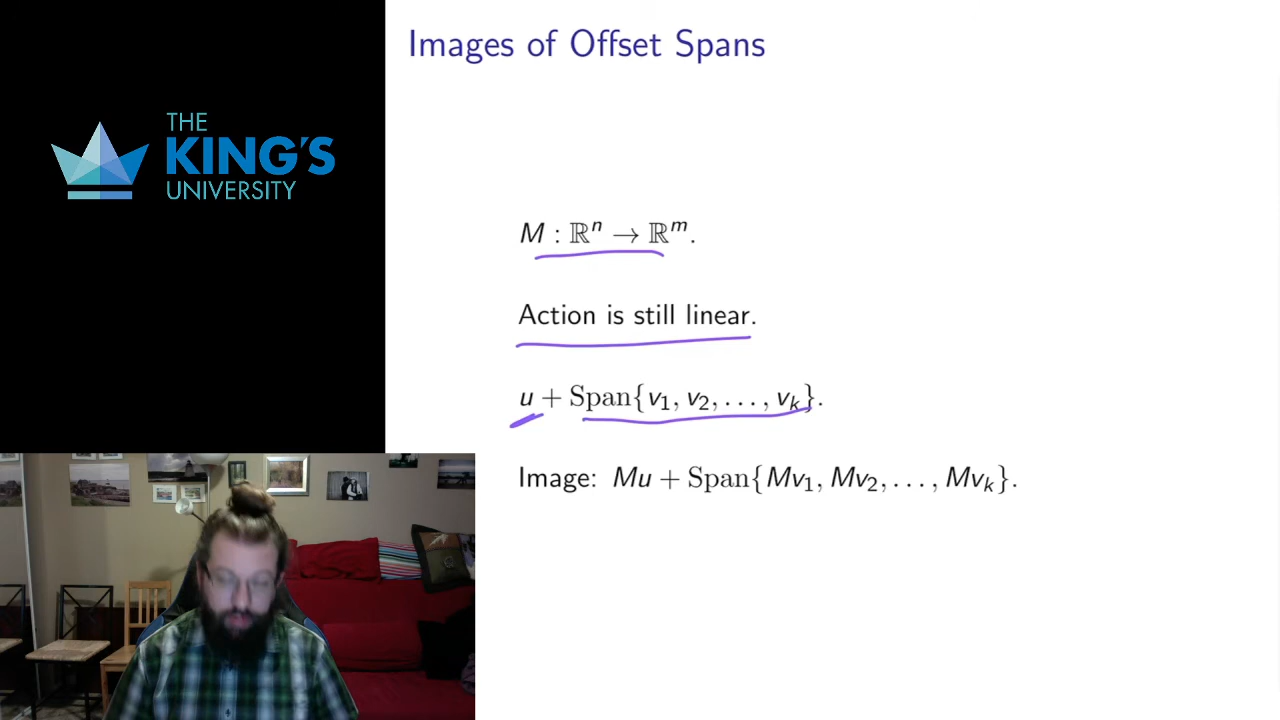 Images of Offset Spans
THE
KING'S
UNIVERSITY
M : ℝⁿ → ℝᵐ.
Action is still linear.
u + Span{v₁, v₂, . . . , vₖ}.
Image: Mu + Span{Mv₁, Mv₂, . . . , Mvₖ}.